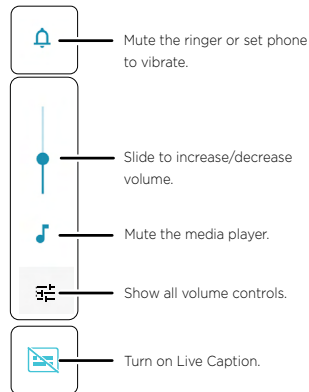 Mute the ringer or set phone
to vibrate.
Slide to increase/decrease
volume.
Mute the media player.
Show all volume controls.
Turn on Live Caption.